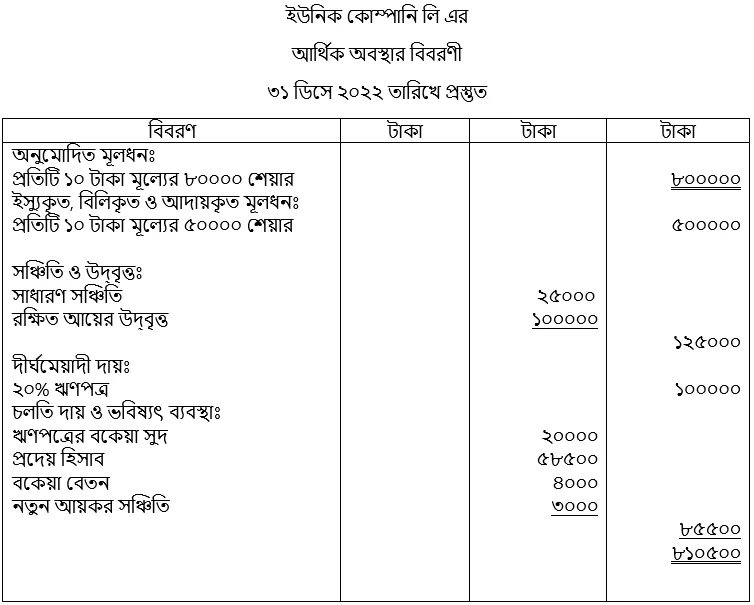 ইউনিক কোম্পানি লি এর
আর্থিক অবস্থার বিবরণী
৩১ ডিসে ২০২২ তারিখে প্রস্তুত
বিবরণ টাকা টাকা টাকা
অনুমোদিত মূলধনঃ
প্রতিটি ১০ টাকা মূল্যের ৮০০০০ শেয়ার ৮০০০০০
ইস্যুকৃত, বিলিকৃত ও আদায়কৃত মূলধনঃ
প্রতিটি ১০ টাকা মূল্যের ৫০০০০ শেয়ার ৫০০০০০
সঞ্চিতি ও উদ্বৃত্তঃ
সাধারণ সঞ্চিতি ২৫০০০
রক্ষিত আয়ের উদ্বৃত্ত ১০০০০০
১২৫০০০
দীর্ঘমেয়াদী দায়ঃ
২০% ঋণপত্র ১০০০০০
চলতি দায় ও ভবিষ্যৎ ব্যবস্থাঃ
ঋণপত্রের বকেয়া সুদ ২০০০০
প্রদেয় হিসাব ৫৮৫০০
বকেয়া বেতন ৪০০০
নতুন আয়কর সঞ্চিতি ৩০০০
৮৫৫০০
৮১০৫০০